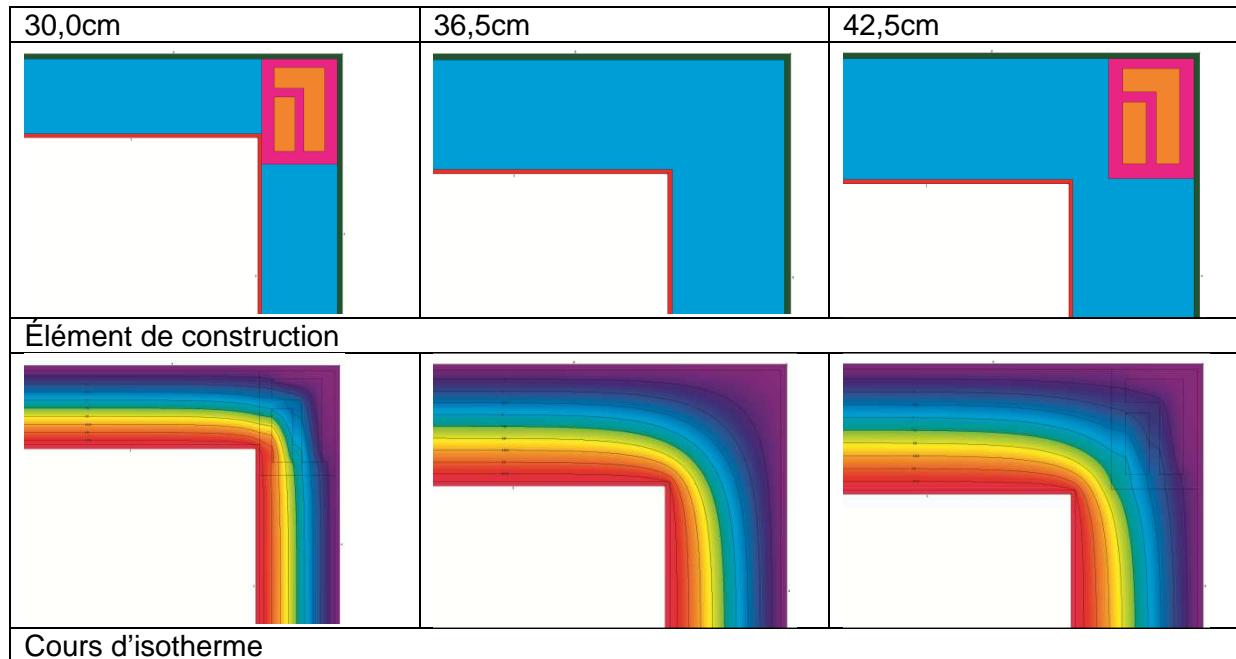 30,0cm
36,5cm
42,5cm
Élément de construction
Cours d'isotherme